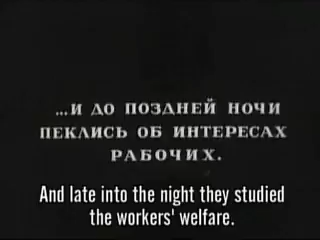 ...И ДО ПОЗДНЕЙ НОЧИ
ПЕКЛИСЬ ОБ ИНТЕРЕСАХ
РАБОЧИХ.
And late into the night they studied
the workers' welfare.